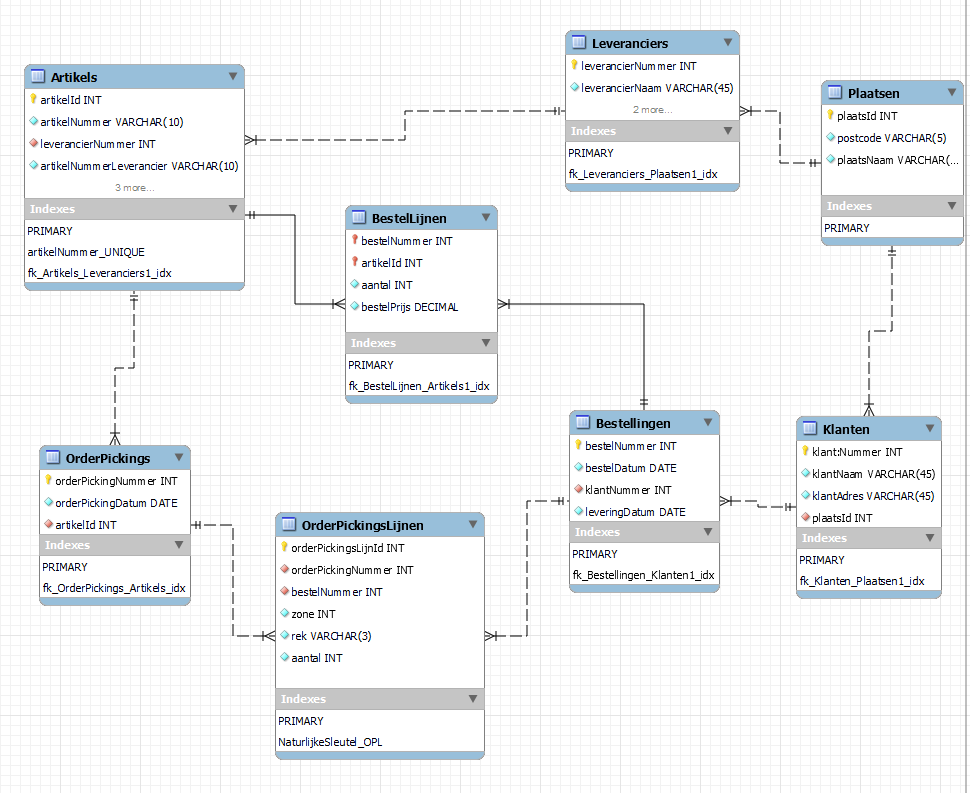 Artikels
artikelId INT
artikelNummer VARCHAR(10)
leverancierNummer INT
artikelNummerLeverancier VARCHAR(10)
3 more...
Indexes
PRIMARY
artikelNummer_UNIQUE
fk_Artikels_Leveranciers1_idx
Leveranciers
leverancierNummer INT
leverancierNaam VARCHAR(45)
2 more...
Indexes
PRIMARY
fk_Leveranciers_Plaatsen1_idx
Plaatsen
plaatsId INT
postcode VARCHAR(5)
plaatsNaam VARCHAR(...
Indexes
PRIMARY
BestelLijnen
bestelNummer INT
artikelId INT
aantal INT
bestelPrijs DECIMAL
Indexes
PRIMARY
fk_BestelLijnen_Artikels1_idx
OrderPickings
orderPickingNummer INT
orderPickingDatum DATE
artikelId INT
Indexes
PRIMARY
fk_OrderPickings_Artikels_idx
OrderPickingsLijnen
orderPickingsLijnId INT
orderPickingNummer INT
bestelNummer INT
zone INT
rek VARCHAR(3)
aantal INT
Indexes
PRIMARY
NaturlijkeSleutel_OPL
Bestellingen
bestelNummer INT
bestelDatum DATE
klantNummer INT
leveringDatum DATE
Indexes
PRIMARY
fk_Bestellingen_Klanten1_idx
Klanten
klantNummer INT
klantNaam VARCHAR(45)
klantAdres VARCHAR(45)
plaatsId INT
Indexes
PRIMARY
fk_Klanten_Plaatsen1_idx